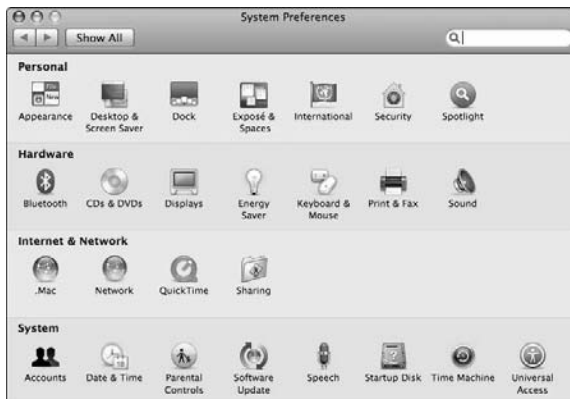 System Preferences
Show All
Personal
Appearance
Desktop &
Screen Saver
Dock
Exposé &
Spaces
International
Security
Spotlight
Hardware
Bluetooth
CDs & DVDs
Displays
Energy
Saver
Keyboard &
Mouse
Print & Fax
Sound
Internet & Network
.Mac
Network
QuickTime
Sharing
System
Accounts
Date & Time
Parental
Controls
Software
Update
Speech
Startup Disk
Time Machine
Universal
Access